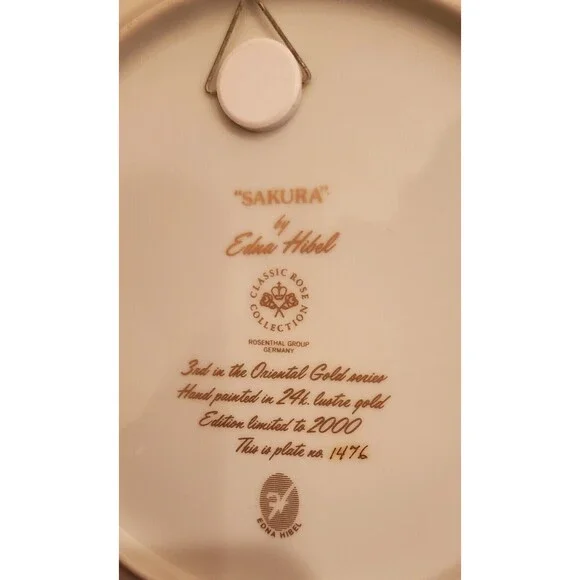 "SAKURA"
by
Edna Hibel
CLASSIC ROSE
COLLECTION
ROSENTHAL GROUP
GERMANY
3rd in the Oriental Gold series
Hand painted in 24k. lustre gold
Edition limited to 2000
This is plate no. 1476
EDNA HIBEL